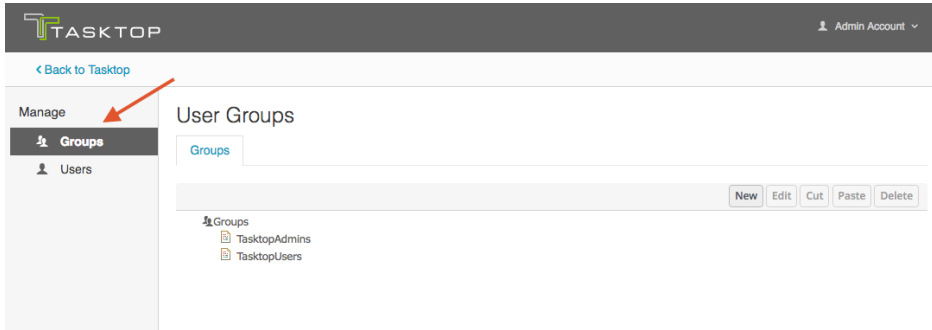 TASKTOP
Admin Account
Back to Tasktop
Manage
Groups
Users
User Groups
Groups
New Edit Cut Paste Delete
Groups
TasktopAdmins
TasktopUsers